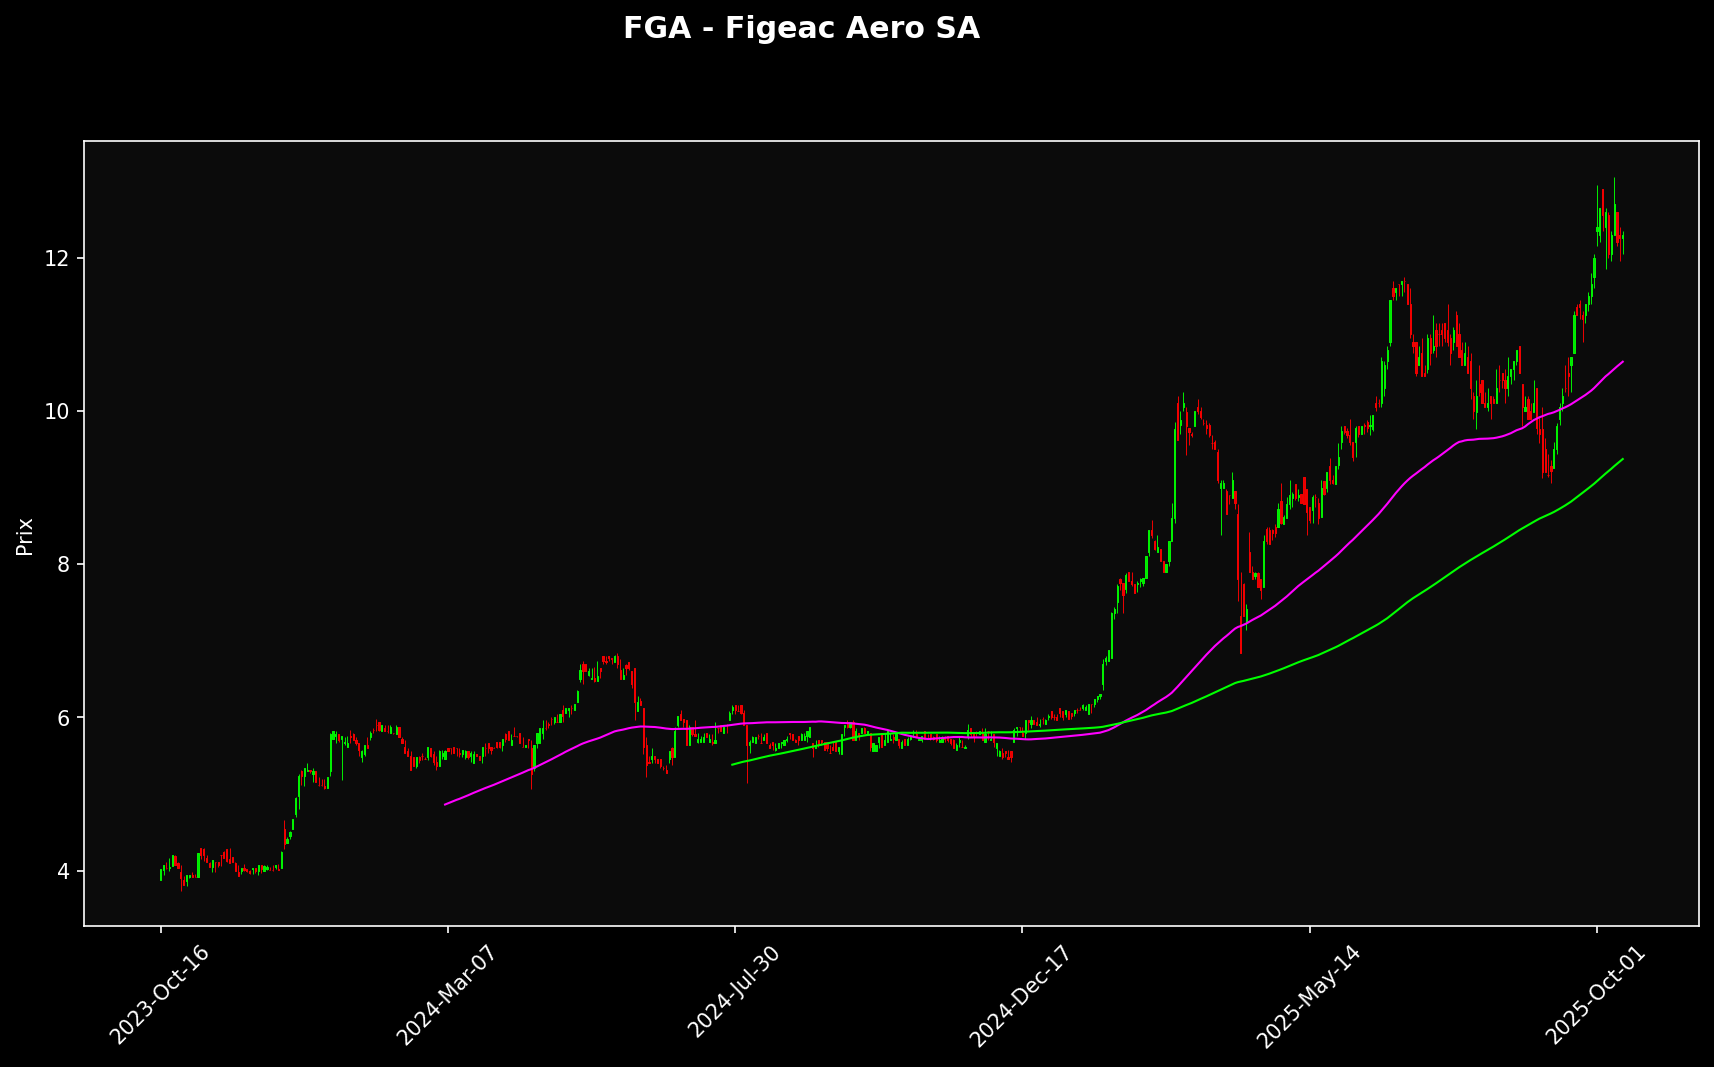 FGA - Figeac Aero SA
Prix
12
10
8
6
4
2023-Oct-16
2024-Mar-07
2024-Jul-30
2024-Dec-17
2025-May-14
2025-Oct-01